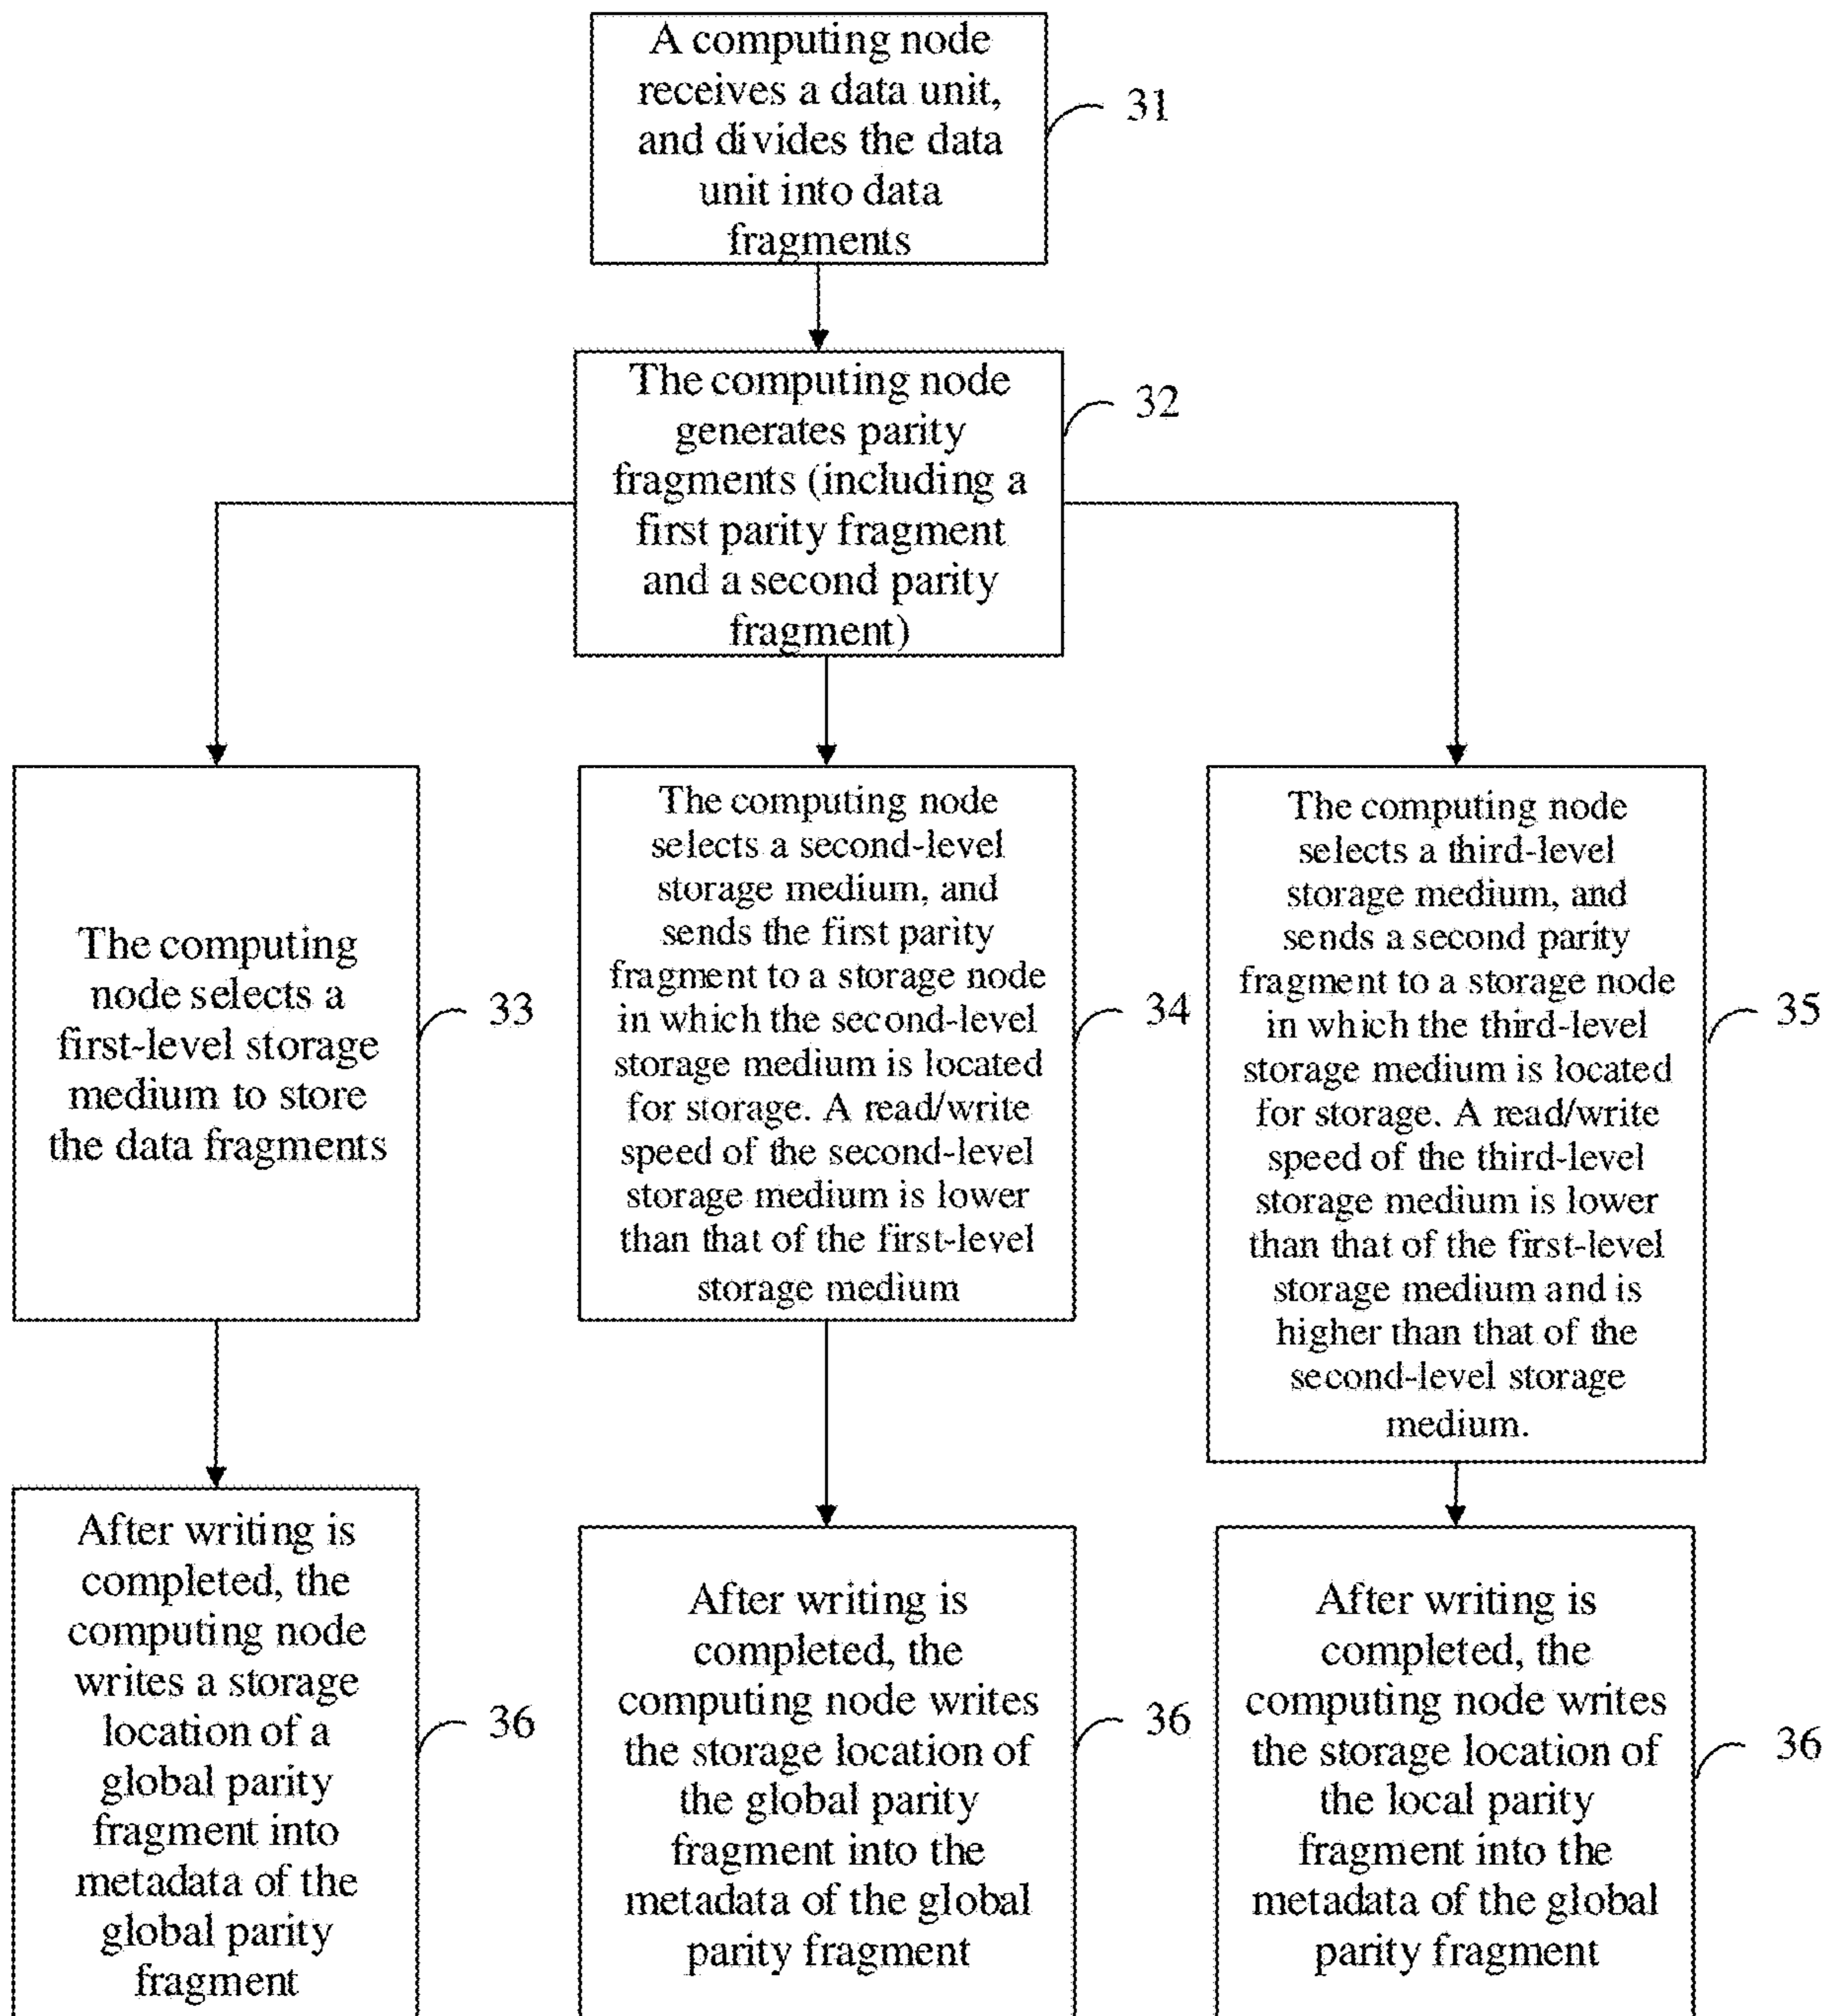 A computing node
receives a data unit,
and divides the data
unit into data
fragments
31
The computing node
generates parity
fragments (including a
first parity fragment
and a second parity
fragment)
32
The computing
node selects a
first-level storage
medium to store
the data fragments
33
The computing node
selects a second-level
storage medium, and
sends the first parity
fragment to a storage node
in which the second-level
storage medium is located
for storage. A read/write
speed of the second-level
storage medium is lower
than that of the first-level
storage medium
34
The computing node
selects a third-level
storage medium, and
sends a second parity
fragment to a storage node
in which the third-level
storage medium is located
for storage. A read/write
speed of the third-level
storage medium is lower
than that of the first-level
storage medium and is
higher than that of the
second-level storage
medium.
35
After writing is
completed, the
computing node
writes a storage
location of a
global parity
fragment into
metadata of the
global parity
fragment
36
After writing is
completed, the
computing node writes
the storage location of
the global parity
fragment into the
metadata of the global
parity fragment
36
After writing is
completed, the
computing node writes
the storage location of
the local parity
fragment into the
metadata of the global
parity fragment
36